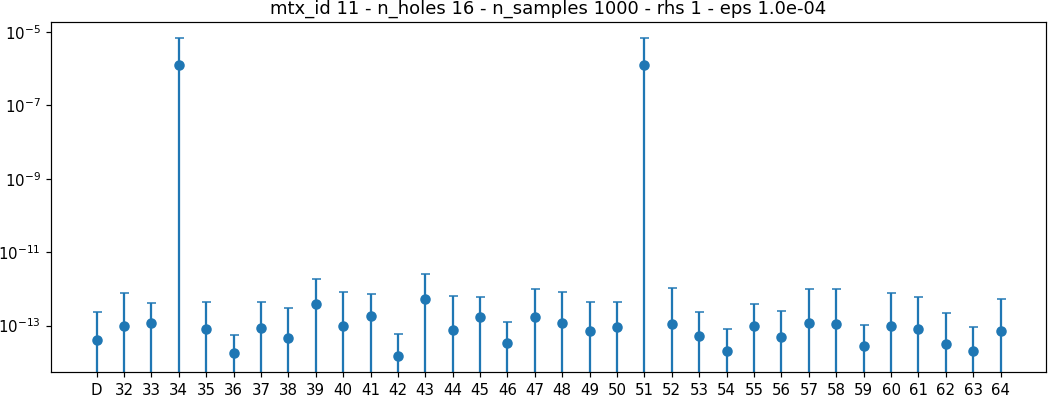 mtx_id 11 - n_holes 16 - n_samples 1000 - rhs 1 - eps 1.0e-04
10⁻⁵
10⁻⁷
10⁻⁹
10⁻¹¹
10⁻¹³
D 32 33 34 35 36 37 38 39 40 41 42 43 44 45 46 47 48 49 50 51 52 53 54 55 56 57 58 59 60 61 62 63 64